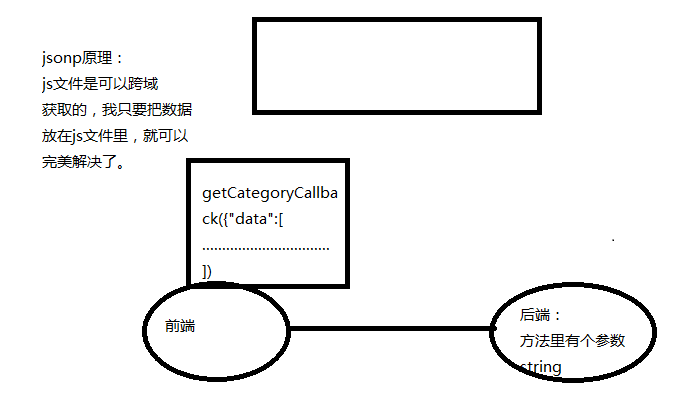 jsonp原理：
js文件是可以跨域
获取的，我只要把数据
放在js文件里，就可以
完美解决了。
getCategoryCallba
ck({"data":[
................................
])
前端
后端：
方法里有个参数
string